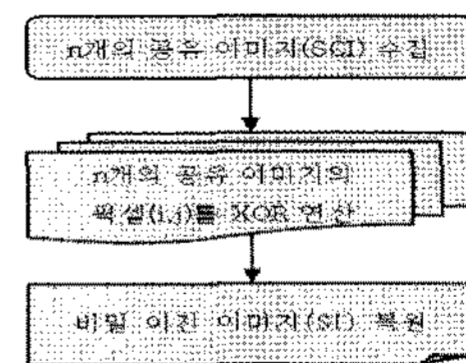 n개의 공유 이미지(SCI) 수집
n개의 공유 이미지의
픽셀(i,j)를 XOR 연산
비밀 이진 이미지(SI) 복원